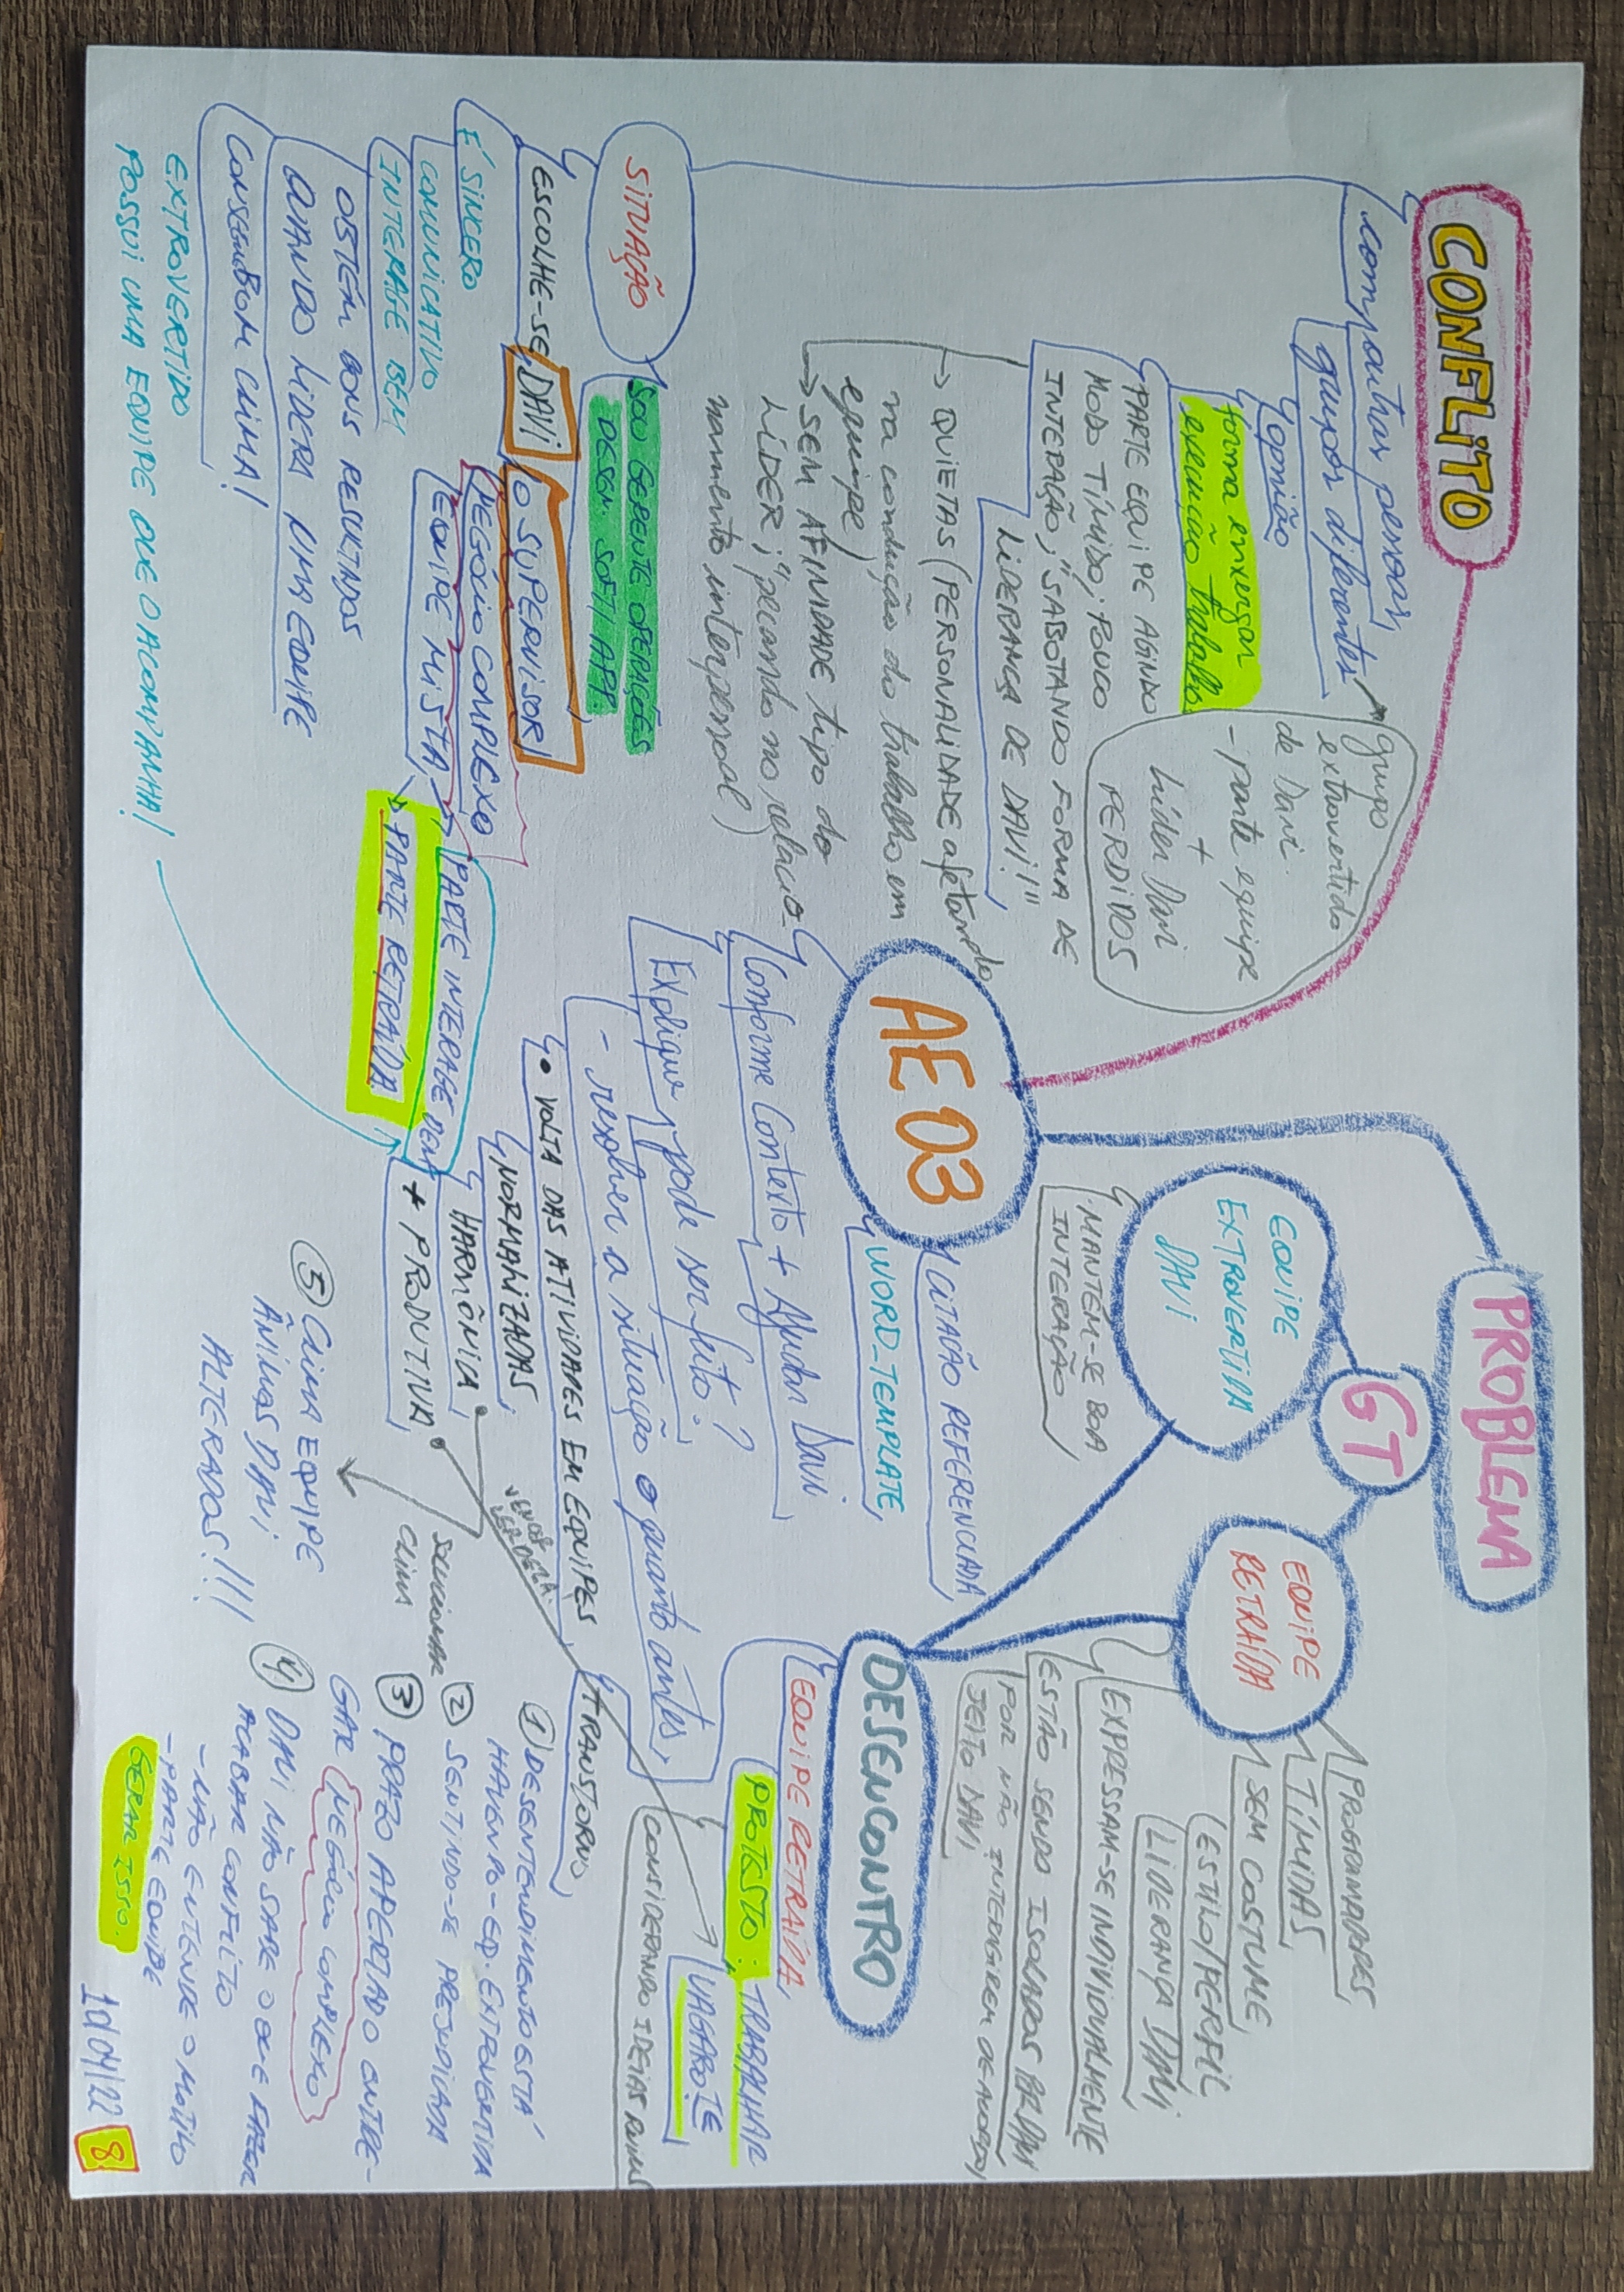 CONFLITO
com outras pessoas,
grupos diferentes
opnião
forma enxergar
execução trabalho
PARTE EQUIPE AGINDO
MODO TÍMIDO; POUCO
INTERAÇÃO; "SABOTANDO FORMA DE
LIDERANÇA DE DAVI!"
QUIETAS (PERSONALIDADE afetando
na condução do trabalho em
equipe)
SEM AFINIDADE tipo do
LÍDER; "pecando no relacio-
namento interpessoal)
grupo
extrovertido
de Davi.
- parte equipe
+
Líder Davi
PERDIDOS
SITUAÇÃO
SOU GERENTE OPERAÇÕES
DESEN. SOFT/ APP.
ESCOLHE-SE DAVI O SUPERVISOR
NEGÓCIO COMPLEXO
EQUIPE MISTA
PARTE INTERAGE BEM
PARTE RETRAÍDA
É SINCERO
COMUNICATIVO
INTERAGE BEM
OBTÉM BONS RESULTADOS
QUANDO LIDERA UMA EQUIPE
CONSEGUE BOM CLIMA!
EXTROVERTIDO
POSSUI UMA EQUIPE QUE O ACOMPANHA!
PROBLEMA
GT
EQUIPE
EXTROVERTIDA
DAVI
MANTÉM-SE BOA
INTERAÇÃO
EQUIPE
RETRAÍDA
PROGRAMADORES
TÍMIDAS
SEM COSTUME
ESTILO/PERFIL
LIDERANÇA DAVI
EXPRESSAM-SE INDIVIDUALMENTE
ESTÃO SENDO ISOLADOS POR DAVI
POR NÃO INTERAGIREM DE ACORDO
JEITO DAVI
AE 03
CITAÇÃO REFERENCIADA
WORD_TEMPLATE
Conforme Contexto + Ajudar Davi
Explique, pode ser feito?
- resolver a situação o quanto antes,
• VOLTA DAS ATIVIDADES EM EQUIPES
NORMALIZADAS
HARMÔNICA
+ PRODUTIVA
VENCER
LERDEZA!
SOLUCIONAR
CLIMA
DESENCONTRO
EQUIPE RETRAÍDA
PROTESTO: TRABALHAR
VAGAROTE
CONSIDERANDO IDEIAS RUINS
TRANSTORNO
1 DESENTENDIMENTO ESTÁ
HAVENDO - EQ. EXTROVERTIDA
2 SENTINDO-SE PREJUDICADA
3 PRAZO APERTADO ENTRE-
GAR NEGÓCIO COMPLEXO
4 DAVI NÃO SABE O QUE FAZER
ACABAR CONFLITO
- NÃO ENTENDE O MOTIVO
- PARTE EQUIPE
GERAR ISSO.
5 CLIMA EQUIPE
ÂNIMOS DAVI
ALTERADOS!!!
10/04/22 8